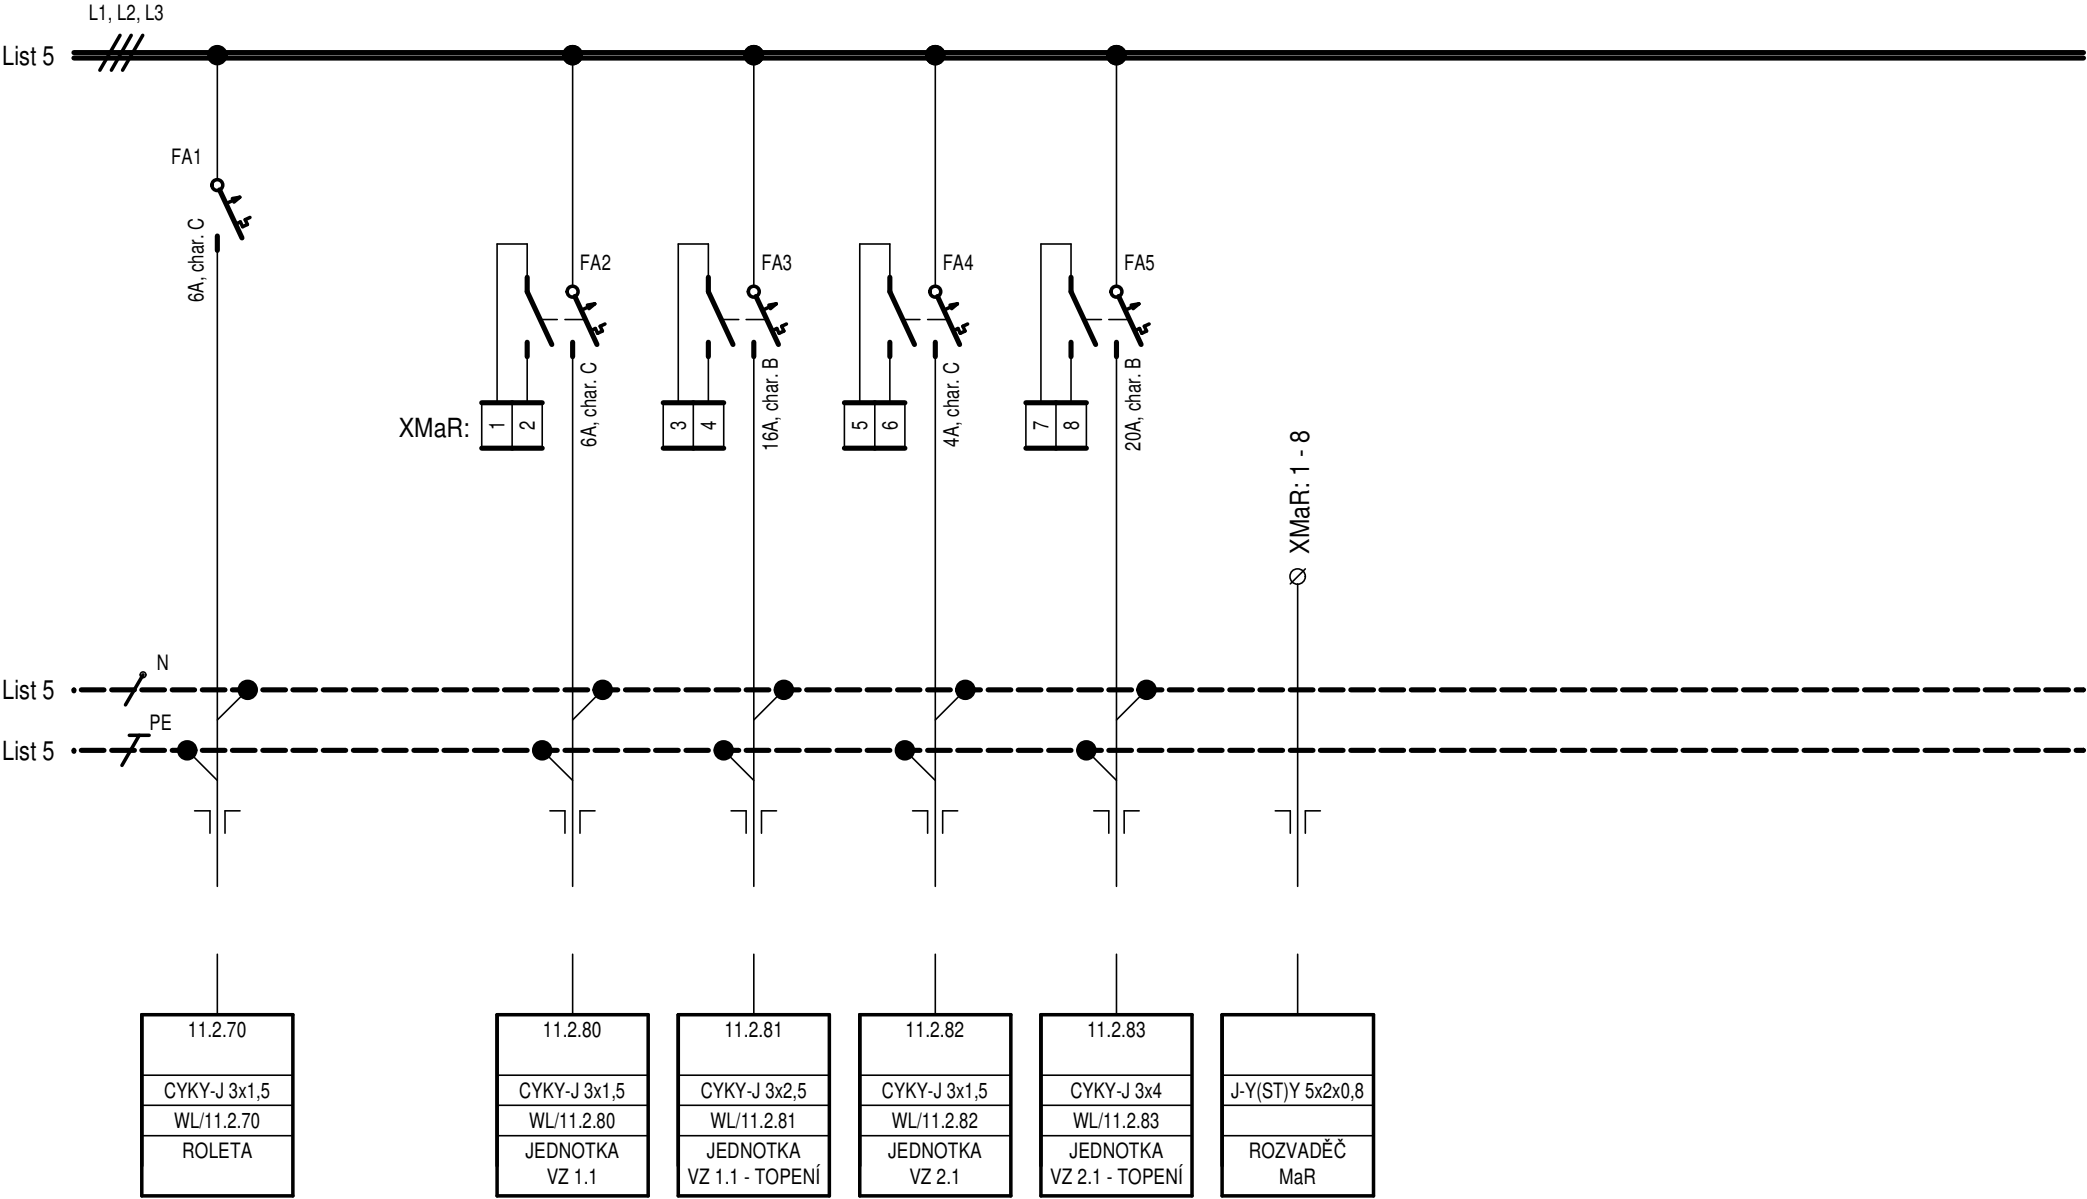 L1, L2, L3
List 5
FA1
6A, char. C
FA2
FA3
FA4
FA5
6A, char. C
16A, char. B
4A, char. C
20A, char. B
XMaR:
1 2
3 4
5 6
7 8
XMaR: 1 - 8
N
List 5
PE
List 5
11.2.70
CYKY-J 3x1,5
WL/11.2.70
ROLETA
11.2.80
CYKY-J 3x1,5
WL/11.2.80
JEDNOTKA
VZ 1.1
11.2.81
CYKY-J 3x2,5
WL/11.2.81
JEDNOTKA
VZ 1.1 - TOPENÍ
11.2.82
CYKY-J 3x1,5
WL/11.2.82
JEDNOTKA
VZ 2.1
11.2.83
CYKY-J 3x4
WL/11.2.83
JEDNOTKA
VZ 2.1 - TOPENÍ
J-Y(ST)Y 5x2x0,8
ROZVADĚČ
MaR